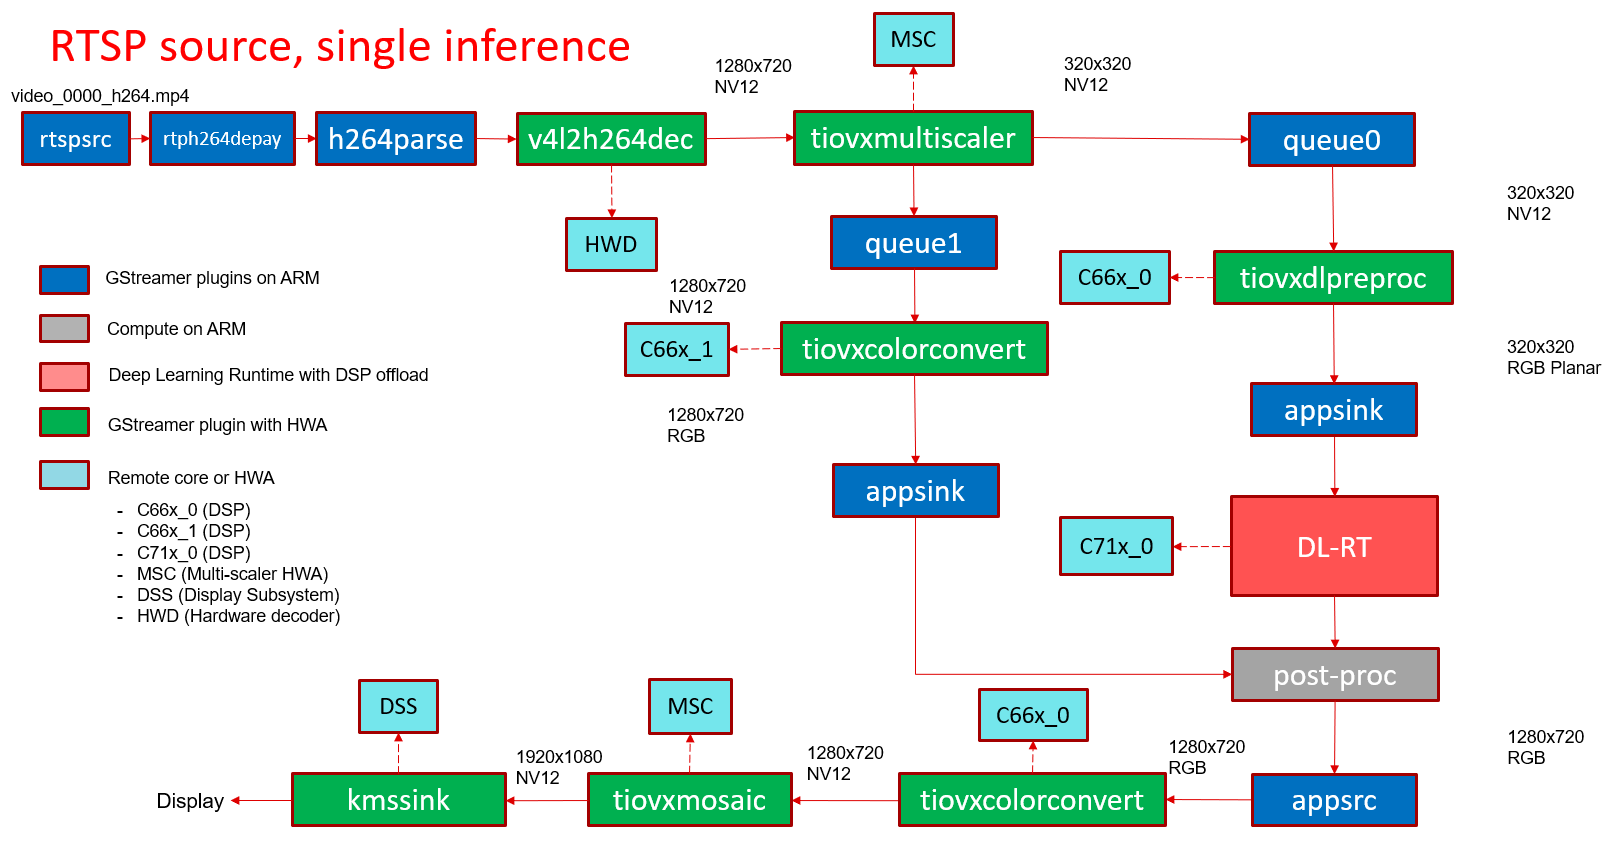 RTSP source, single inference
MSC
1280x720
NV12
320x320
NV12
video_0000_h264.mp4
rtspsrc
rtph264depay
h264parse
v4l2h264dec
tiovxmultiscaler
queue0
HWD
queue1
320x320
NV12
C66x_0
tiovxdlpreproc
1280x720
NV12
C66x_1
tiovxcolorconvert
320x320
RGB Planar
GStreamer plugins on ARM
Compute on ARM
Deep Learning Runtime with DSP offload
GStreamer plugin with HWA
Remote core or HWA
- C66x_0 (DSP)
- C66x_1 (DSP)
- C71x_0 (DSP)
- MSC (Multi-scaler HWA)
- DSS (Display Subsystem)
- HWD (Hardware decoder)
1280x720
RGB
appsink
appsink
C71x_0
DL-RT
post-proc
DSS
MSC
C66x_0
1280x720
RGB
1920x1080
NV12
1280x720
NV12
1280x720
RGB
Display
kmssink
tiovxmosaic
tiovxcolorconvert
appsrc